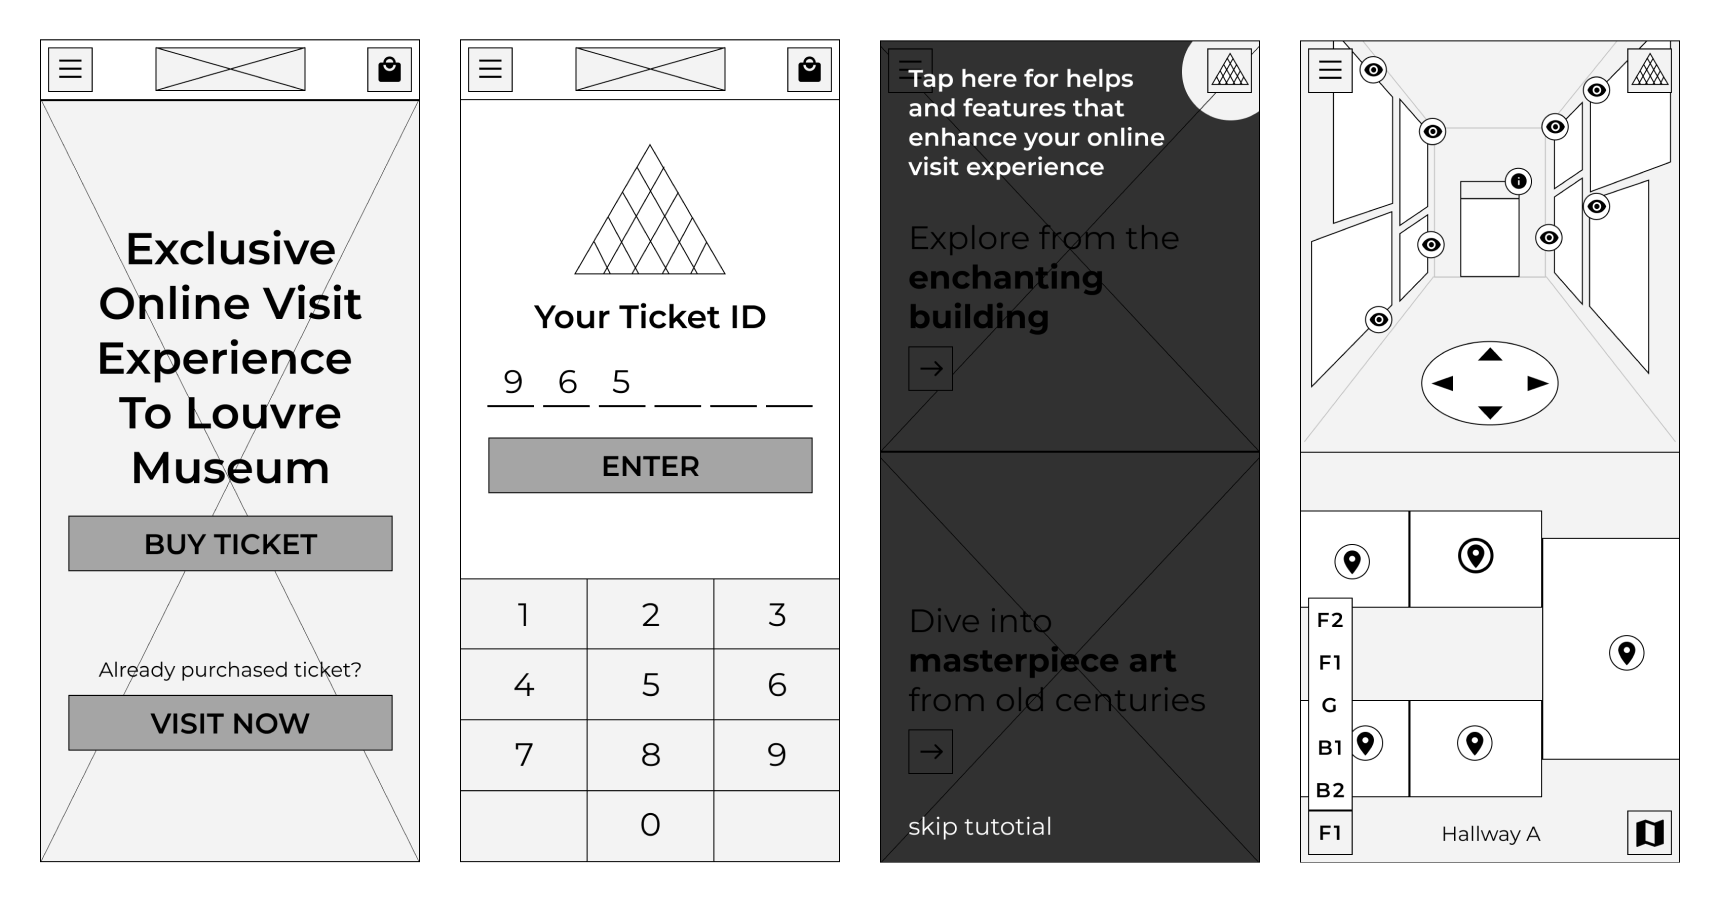 Exclusive
Online Visit
Experience
To Louvre
Museum
BUY TICKET
Already purchased ticket?
VISIT NOW
Your Ticket ID
9 6 5
ENTER
1 2 3
4 5 6
7 8 9
0
Tap here for helps
and features that
enhance your online
visit experience
Explore from the
enchanting
building
Dive into
masterpiece art
from old centuries
skip tutotial
F2
F1
G
B1
B2
F1
Hallway A